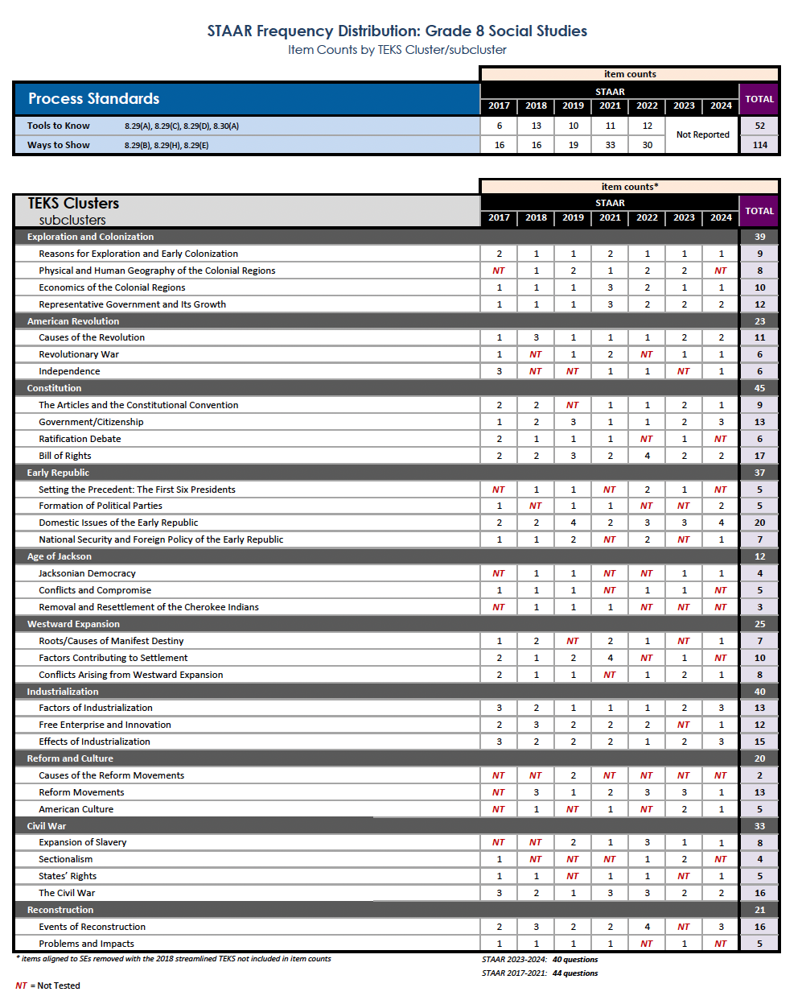 STAAR Frequency Distribution: Grade 8 Social Studies
Item Counts by TEKS Cluster/subcluster
item counts
Process Standards STAAR TOTAL
2017 2018 2019 2021 2022 2023 2024
Tools to Know 8.29(A), 8.29(C), 8.29(D), 8.30(A) 6 13 10 11 12 Not Reported 52
Ways to Show 8.29(B), 8.29(H), 8.29(E) 16 16 19 33 30 114
item counts*
TEKS Clusters STAAR TOTAL
subclusters 2017 2018 2019 2021 2022 2023 2024
Exploration and Colonization 39
Reasons for Exploration and Early Colonization 2 1 1 2 1 1 1 9
Physical and Human Geography of the Colonial Regions NT 1 2 1 2 2 NT 8
Economics of the Colonial Regions 1 1 1 3 2 1 1 10
Representative Government and Its Growth 1 1 1 3 2 2 2 12
American Revolution 23
Causes of the Revolution 1 3 1 1 1 2 2 11
Revolutionary War 1 NT 1 2 NT 1 1 6
Independence 3 NT NT 1 1 NT 1 6
Constitution 45
The Articles and the Constitutional Convention 2 2 NT 1 1 2 1 9
Government/Citizenship 1 2 3 1 1 2 3 13
Ratification Debate 2 1 1 1 NT 1 NT 6
Bill of Rights 2 2 3 2 4 2 2 17
Early Republic 37
Setting the Precedent: The First Six Presidents NT 1 1 NT 2 1 NT 5
Formation of Political Parties 1 NT 1 1 NT NT 2 5
Domestic Issues of the Early Republic 2 2 4 2 3 3 4 20
National Security and Foreign Policy of the Early Republic 1 1 2 NT 2 NT 1 7
Age of Jackson 12
Jacksonian Democracy NT 1 1 NT NT 1 1 4
Conflicts and Compromise 1 1 1 NT 1 1 NT 5
Removal and Resettlement of the Cherokee Indians NT 1 1 1 NT NT NT 3
Westward Expansion 25
Roots/Causes of Manifest Destiny 1 2 NT 2 1 NT 1 7
Factors Contributing to Settlement 2 1 2 4 NT 1 NT 10
Conflicts Arising from Westward Expansion 2 1 1 NT 1 2 1 8
Industrialization 40
Factors of Industrialization 3 2 1 1 1 2 3 13
Free Enterprise and Innovation 2 3 2 2 2 NT 1 12
Effects of Industrialization 3 2 2 2 1 2 3 15
Reform and Culture 20
Causes of the Reform Movements NT NT 2 NT NT NT NT 2
Reform Movements NT 3 1 2 3 3 1 13
American Culture NT 1 NT 1 NT 2 1 5
Civil War 33
Expansion of Slavery NT NT 2 1 3 1 1 8
Sectionalism 1 NT NT NT 1 2 NT 4
States' Rights 1 1 NT 1 1 NT 1 5
The Civil War 3 2 1 3 3 2 2 16
Reconstruction 21
Events of Reconstruction 2 3 2 2 4 NT 3 16
Problems and Impacts 1 1 1 1 NT 1 NT 5
* items aligned to SEs removed with the 2018 streamlined TEKS not included in item counts STAAR 2023-2024: 40 questions
STAAR 2017-2021: 44 questions
NT = Not Tested